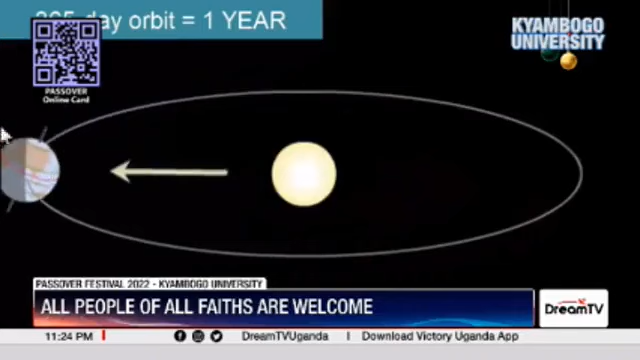 365-day orbit = 1 YEAR
KYAMBOGO
UNIVERSITY
PASSOVER
Online Card
PASSOVER FESTIVAL 2022 - KYAMBOGO UNIVERSITY
ALL PEOPLE OF ALL FAITHS ARE WELCOME
DreamTV
11:24 PM
DreamTVUganda | Download Victory Uganda App